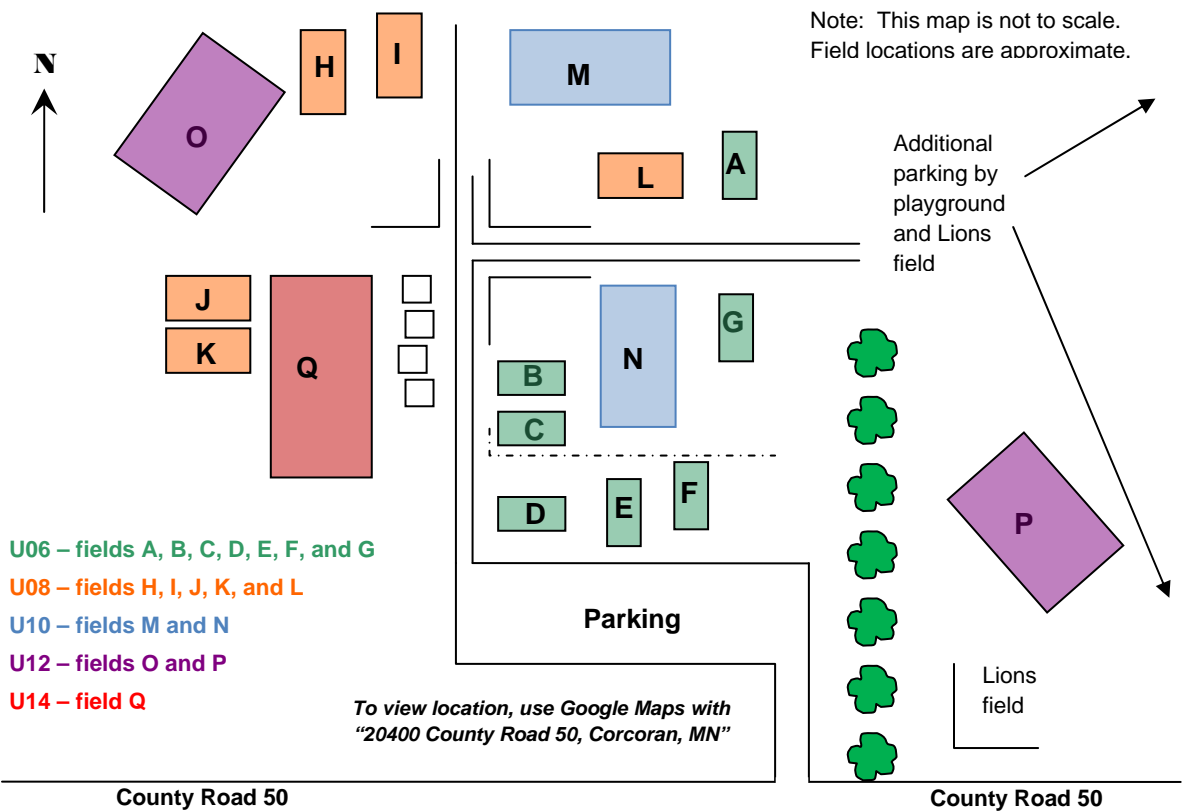 Note: This map is not to scale.
Field locations are approximate.
N
H
I
M
O
L
A
Additional
parking by
playground
and Lions
field
J
K
Q
B
C
N
G
D
E
F
P
U06 – fields A, B, C, D, E, F, and G
U08 – fields H, I, J, K, and L
U10 – fields M and N
U12 – fields O and P
U14 – field Q
Parking
Lions
field
To view location, use Google Maps with
“20400 County Road 50, Corcoran, MN”
County Road 50
County Road 50